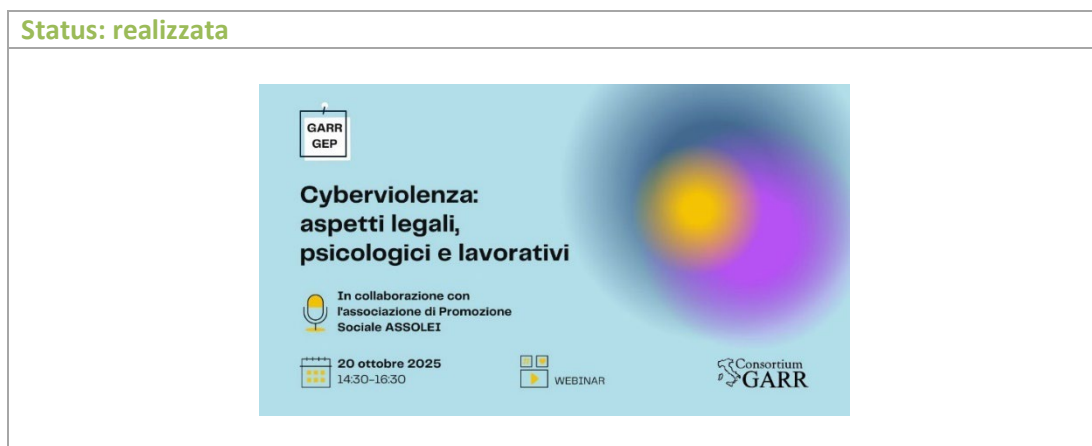 Status: realizzata
GARR
GEP
Cyberviolenza:
aspetti legali,
psicologici e lavorativi
In collaborazione con
l'associazione di Promozione
Sociale ASSOLEI
20 ottobre 2025
14:30-16:30
WEBINAR
Consortium
GARR